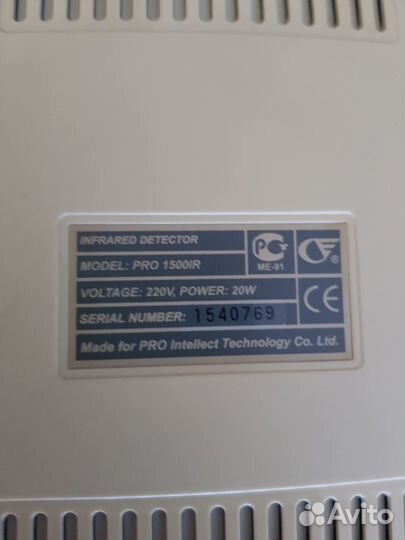 INFRARED DETECTOR
MODEL: PRO 1500IR
ME-81
VOLTAGE: 220V, POWER: 20W
SERIAL NUMBER: 1540769
CE
Made for PRO Intellect Technology Co. Ltd.
Avito